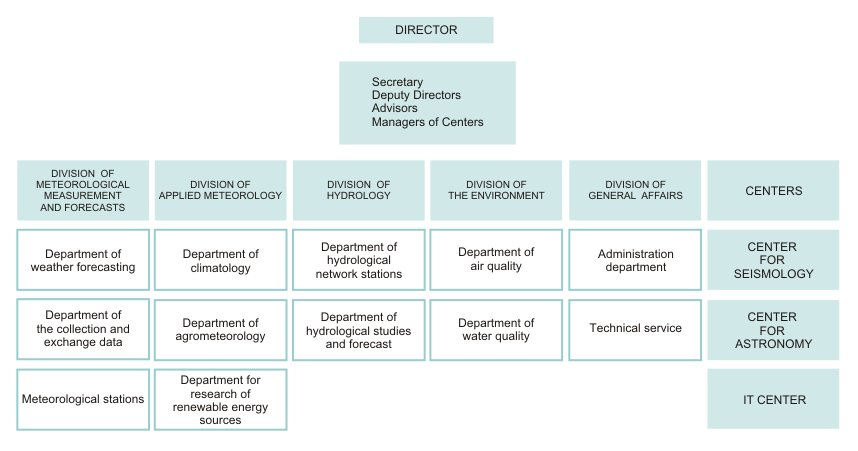 DIRECTOR
Secretary
Deputy Directors
Advisors
Managers of Centers
DIVISION OF
METEOROLOGICAL
MEASUREMENT
AND FORECASTS
DIVISION OF
APPLIED METEOROLOGY
DIVISION OF
HYDROLOGY
DIVISION OF
THE ENVIRONMENT
DIVISION OF
GENERAL AFFAIRS
CENTERS
Department of
weather forecasting
Department of
climatology
Department of
hydrological
network stations
Department of
air quality
Administration
department
CENTER
FOR
SEISMOLOGY
Department of
the collection and
exchange data
Department of
agrometeorology
Department of
hydrological studies
and forecast
Department of
water quality
Technical service
CENTER
FOR
ASTRONOMY
Meteorological stations
Department for
research of
renewable energy
sources
IT CENTER